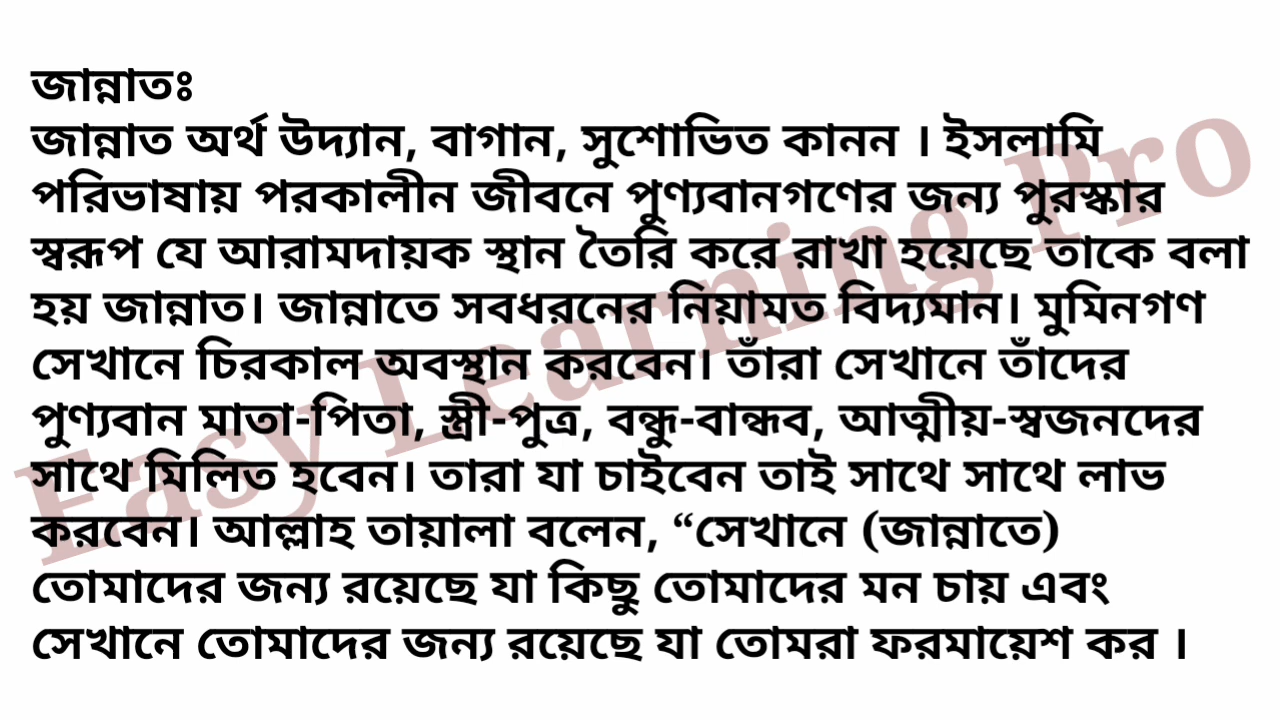 জান্নাতঃ
জান্নাত অর্থ উদ্যান, বাগান, সুশোভিত কানন । ইসলামি
পরিভাষায় পরকালীন জীবনে পুণ্যবানগণের জন্য পুরস্কার
স্বরূপ যে আরামদায়ক স্থান তৈরি করে রাখা হয়েছে তাকে বলা
হয় জান্নাত। জান্নাতে সবধরনের নিয়ামত বিদ্যমান। মুমিনগণ
সেখানে চিরকাল অবস্থান করবেন। তাঁরা সেখানে তাঁদের
পুণ্যবান মাতা-পিতা, স্ত্রী-পুত্র, বন্ধু-বান্ধব, আত্মীয়-স্বজনদের
সাথে মিলিত হবেন। তারা যা চাইবেন তাই সাথে সাথে লাভ
করবেন। আল্লাহ তায়ালা বলেন, “সেখানে (জান্নাতে)
তোমাদের জন্য রয়েছে যা কিছু তোমাদের মন চায় এবং
সেখানে তোমাদের জন্য রয়েছে যা তোমরা ফরমায়েশ কর ।
Easy Learning Pro